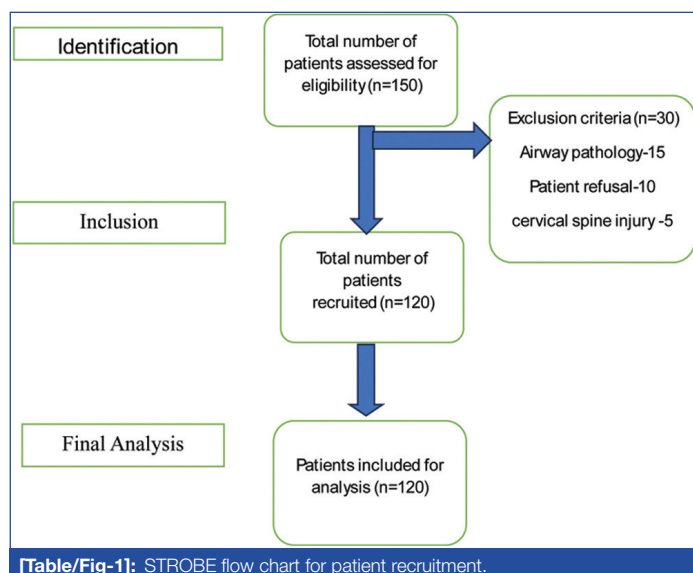 Identification
Total number of
patients assessed for
eligibility (n=150)
Exclusion criteria (n=30)
Airway pathology-15
Patient refusal-10
cervical spine injury -5
Inclusion
Total number of
patients
recruited (n=120)
Final Analysis
Patients included for
analysis (n=120)
[Table/Fig-1]: STROBE flow chart for patient recruitment.